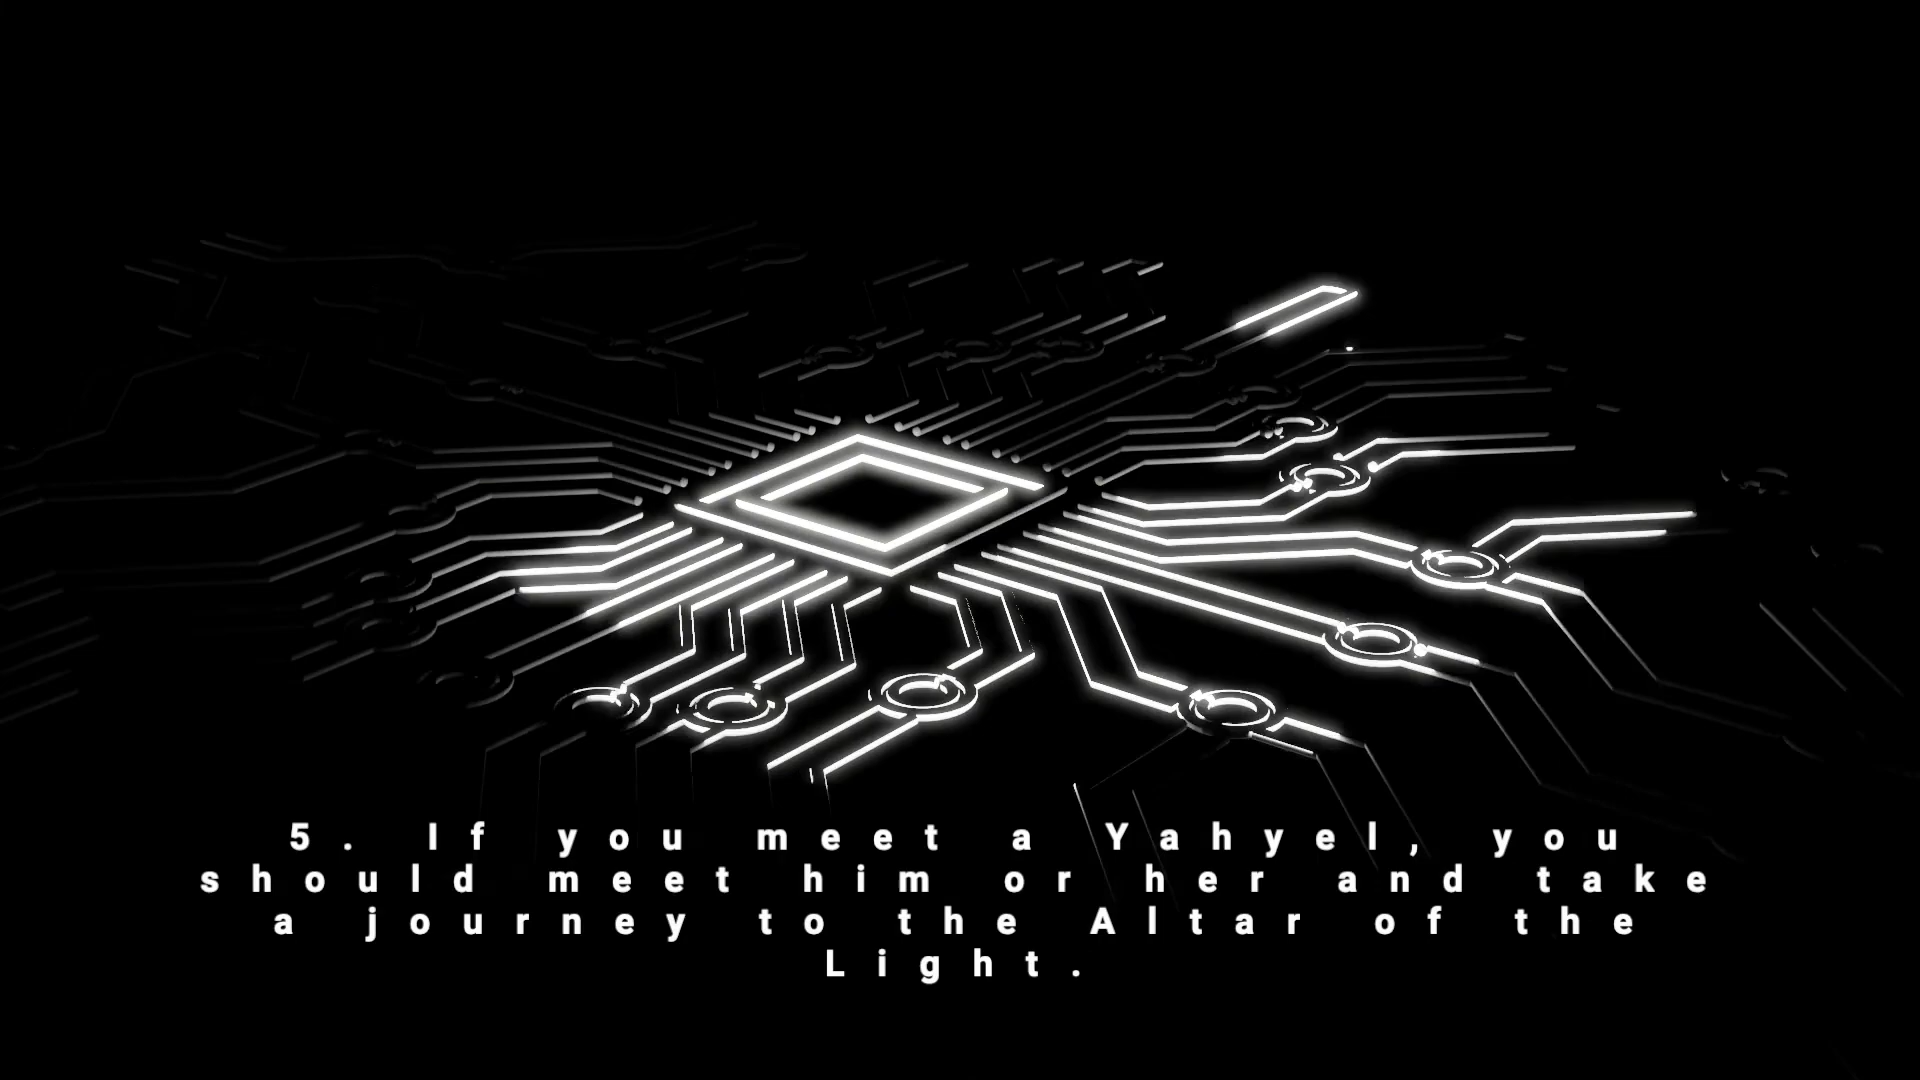 5. If you meet a Yahyel, you
should meet him or her and take
a journey to the Altar of the
Light.